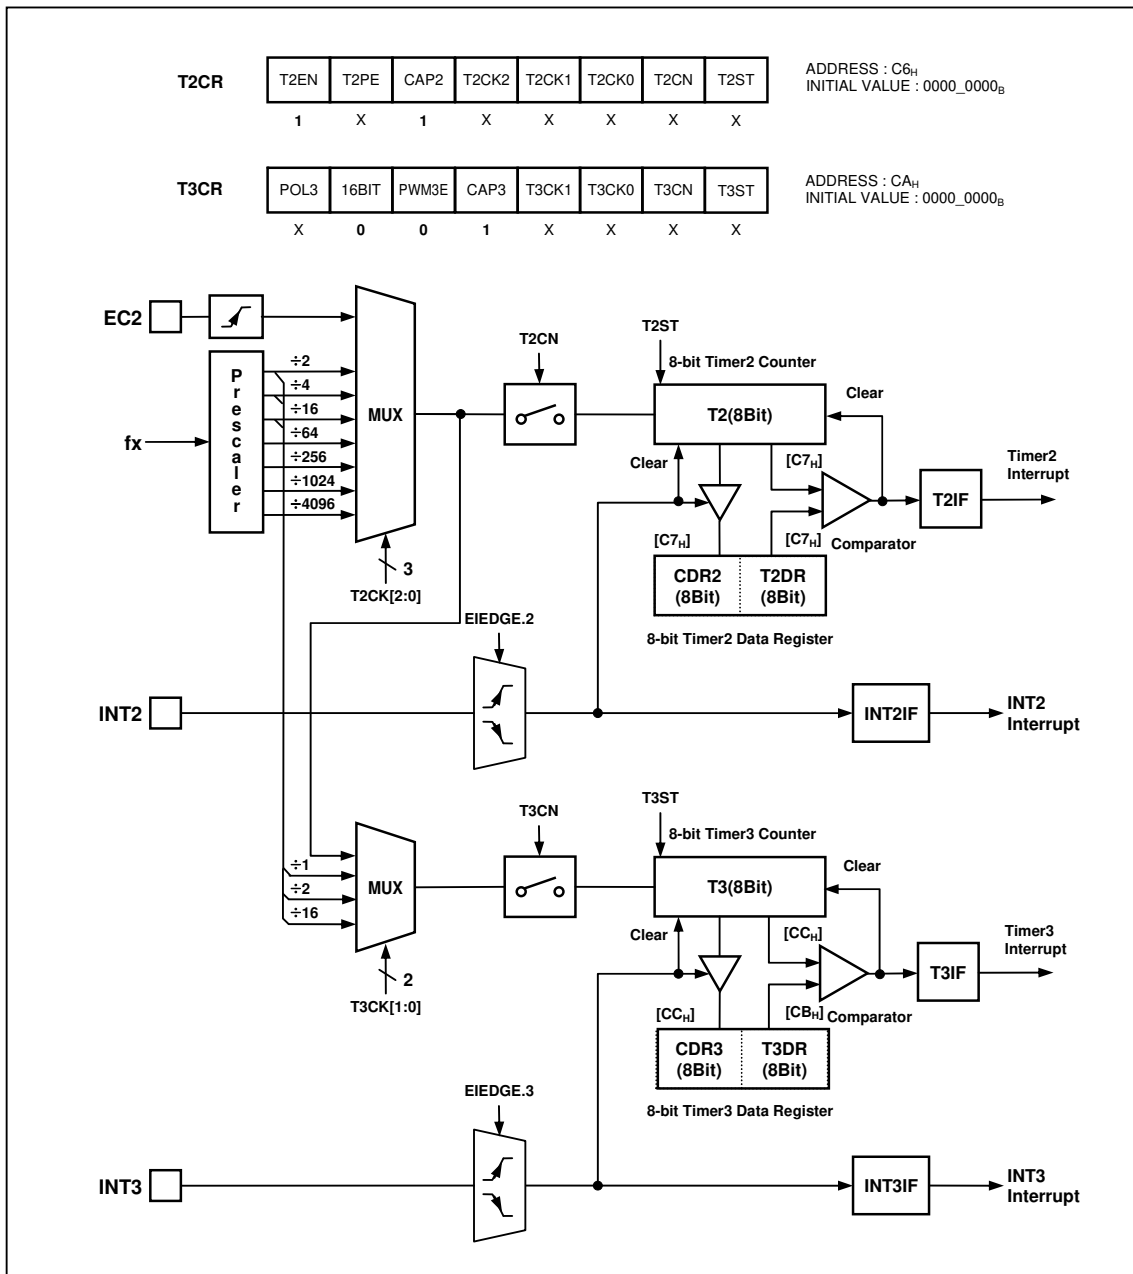 T2CR T2EN T2PE CAP2 T2CK2 T2CK1 T2CK0 T2CN T2ST
ADDRESS : C6H
INITIAL VALUE : 0000_0000B
1 X 1 X X X X X
T3CR POL3 16BIT PWM3E CAP3 T3CK1 T3CK0 T3CN T3ST
ADDRESS : CAH
INITIAL VALUE : 0000_0000B
X 0 0 1 X X X X
EC2
Prescaler
fx
÷2
÷4
÷16
÷64
÷256
÷1024
÷4096
MUX
3
T2CK[2:0]
T2CN
T2ST
8-bit Timer2 Counter
T2(8Bit)
Clear
Clear
[C7H]
[C7H]
[C7H]
Comparator
T2IF
Timer2
Interrupt
CDR2
(8Bit)
T2DR
(8Bit)
8-bit Timer2 Data Register
EIEDGE.2
INT2
INT2IF
INT2
Interrupt
÷1
÷2
÷16
MUX
2
T3CK[1:0]
T3CN
T3ST
8-bit Timer3 Counter
T3(8Bit)
Clear
Clear
[CCH]
[CCH]
[CBH]
Comparator
T3IF
Timer3
Interrupt
CDR3
(8Bit)
T3DR
(8Bit)
8-bit Timer3 Data Register
EIEDGE.3
INT3
INT3IF
INT3
Interrupt